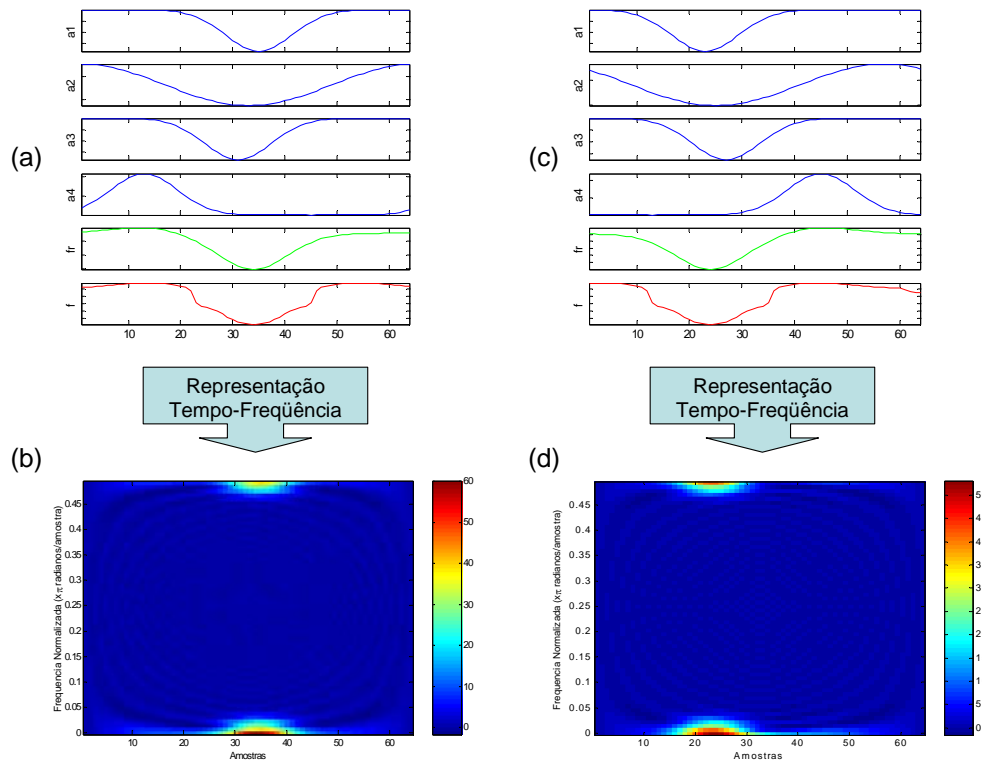 (a)
a1
a2
a3
a4
fr
f
10 20 30 40 50 60
Representação
Tempo-Freqüência
(b)
Frequencia Normalizada (xπ radianos/amostra)
0.45
0.4
0.35
0.3
0.25
0.2
0.15
0.1
0.05
0
10 20 30 40 50 60
Amostras
60
50
40
30
20
10
0
(c)
a1
a2
a3
a4
fr
f
10 20 30 40 50 60
Representação
Tempo-Freqüência
(d)
Frequencia Normalizada (xπ radianos/amostra)
0.45
0.4
0.35
0.3
0.25
0.2
0.15
0.1
0.05
0
10 20 30 40 50 60
Amostras
5
4
4
3
3
2
2
1
1
5
0